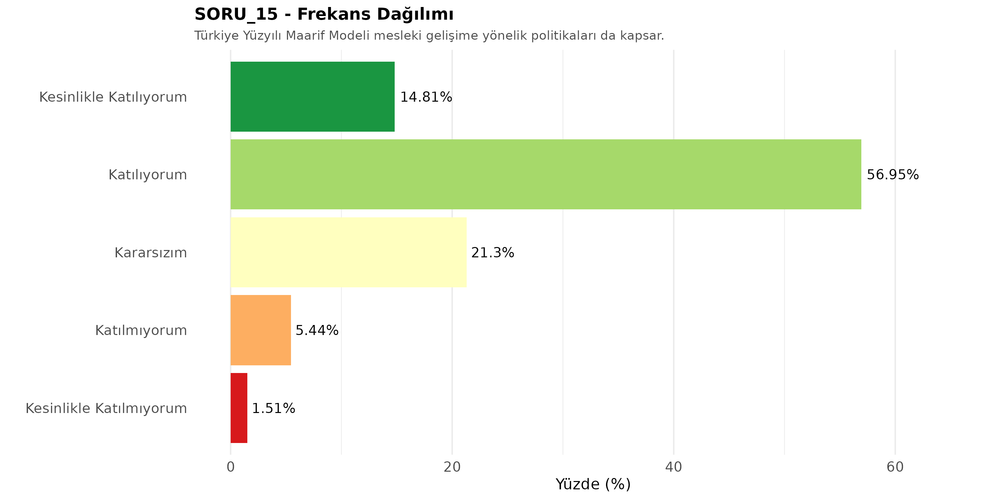 SORU_15 - Frekans Dağılımı
Türkiye Yüzyılı Maarif Modeli mesleki gelişime yönelik politikaları da kapsar.
Kesinlikle Katılıyorum 14.81%
Katılıyorum 56.95%
Kararsızım 21.3%
Katılmıyorum 5.44%
Kesinlikle Katılmıyorum 1.51%
0 20 40 60
Yüzde (%)